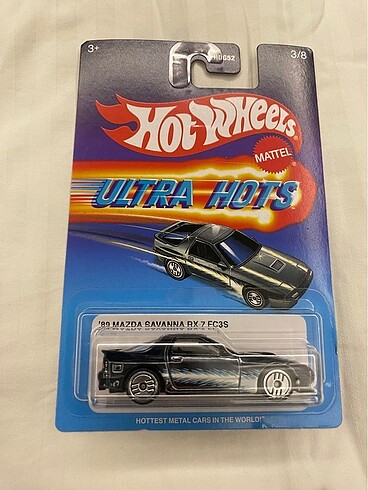 3+
3/8
Hot Wheels
MATTEL
ULTRA HOTS
'89 MAZDA SAVANNA RX-7 FC3S
HOTTEST METAL CARS IN THE WORLD!